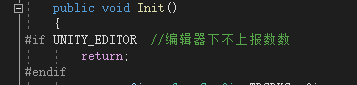 public void Init()
{
#if UNITY_EDITOR //编辑器下不上报数数
return;
#endif